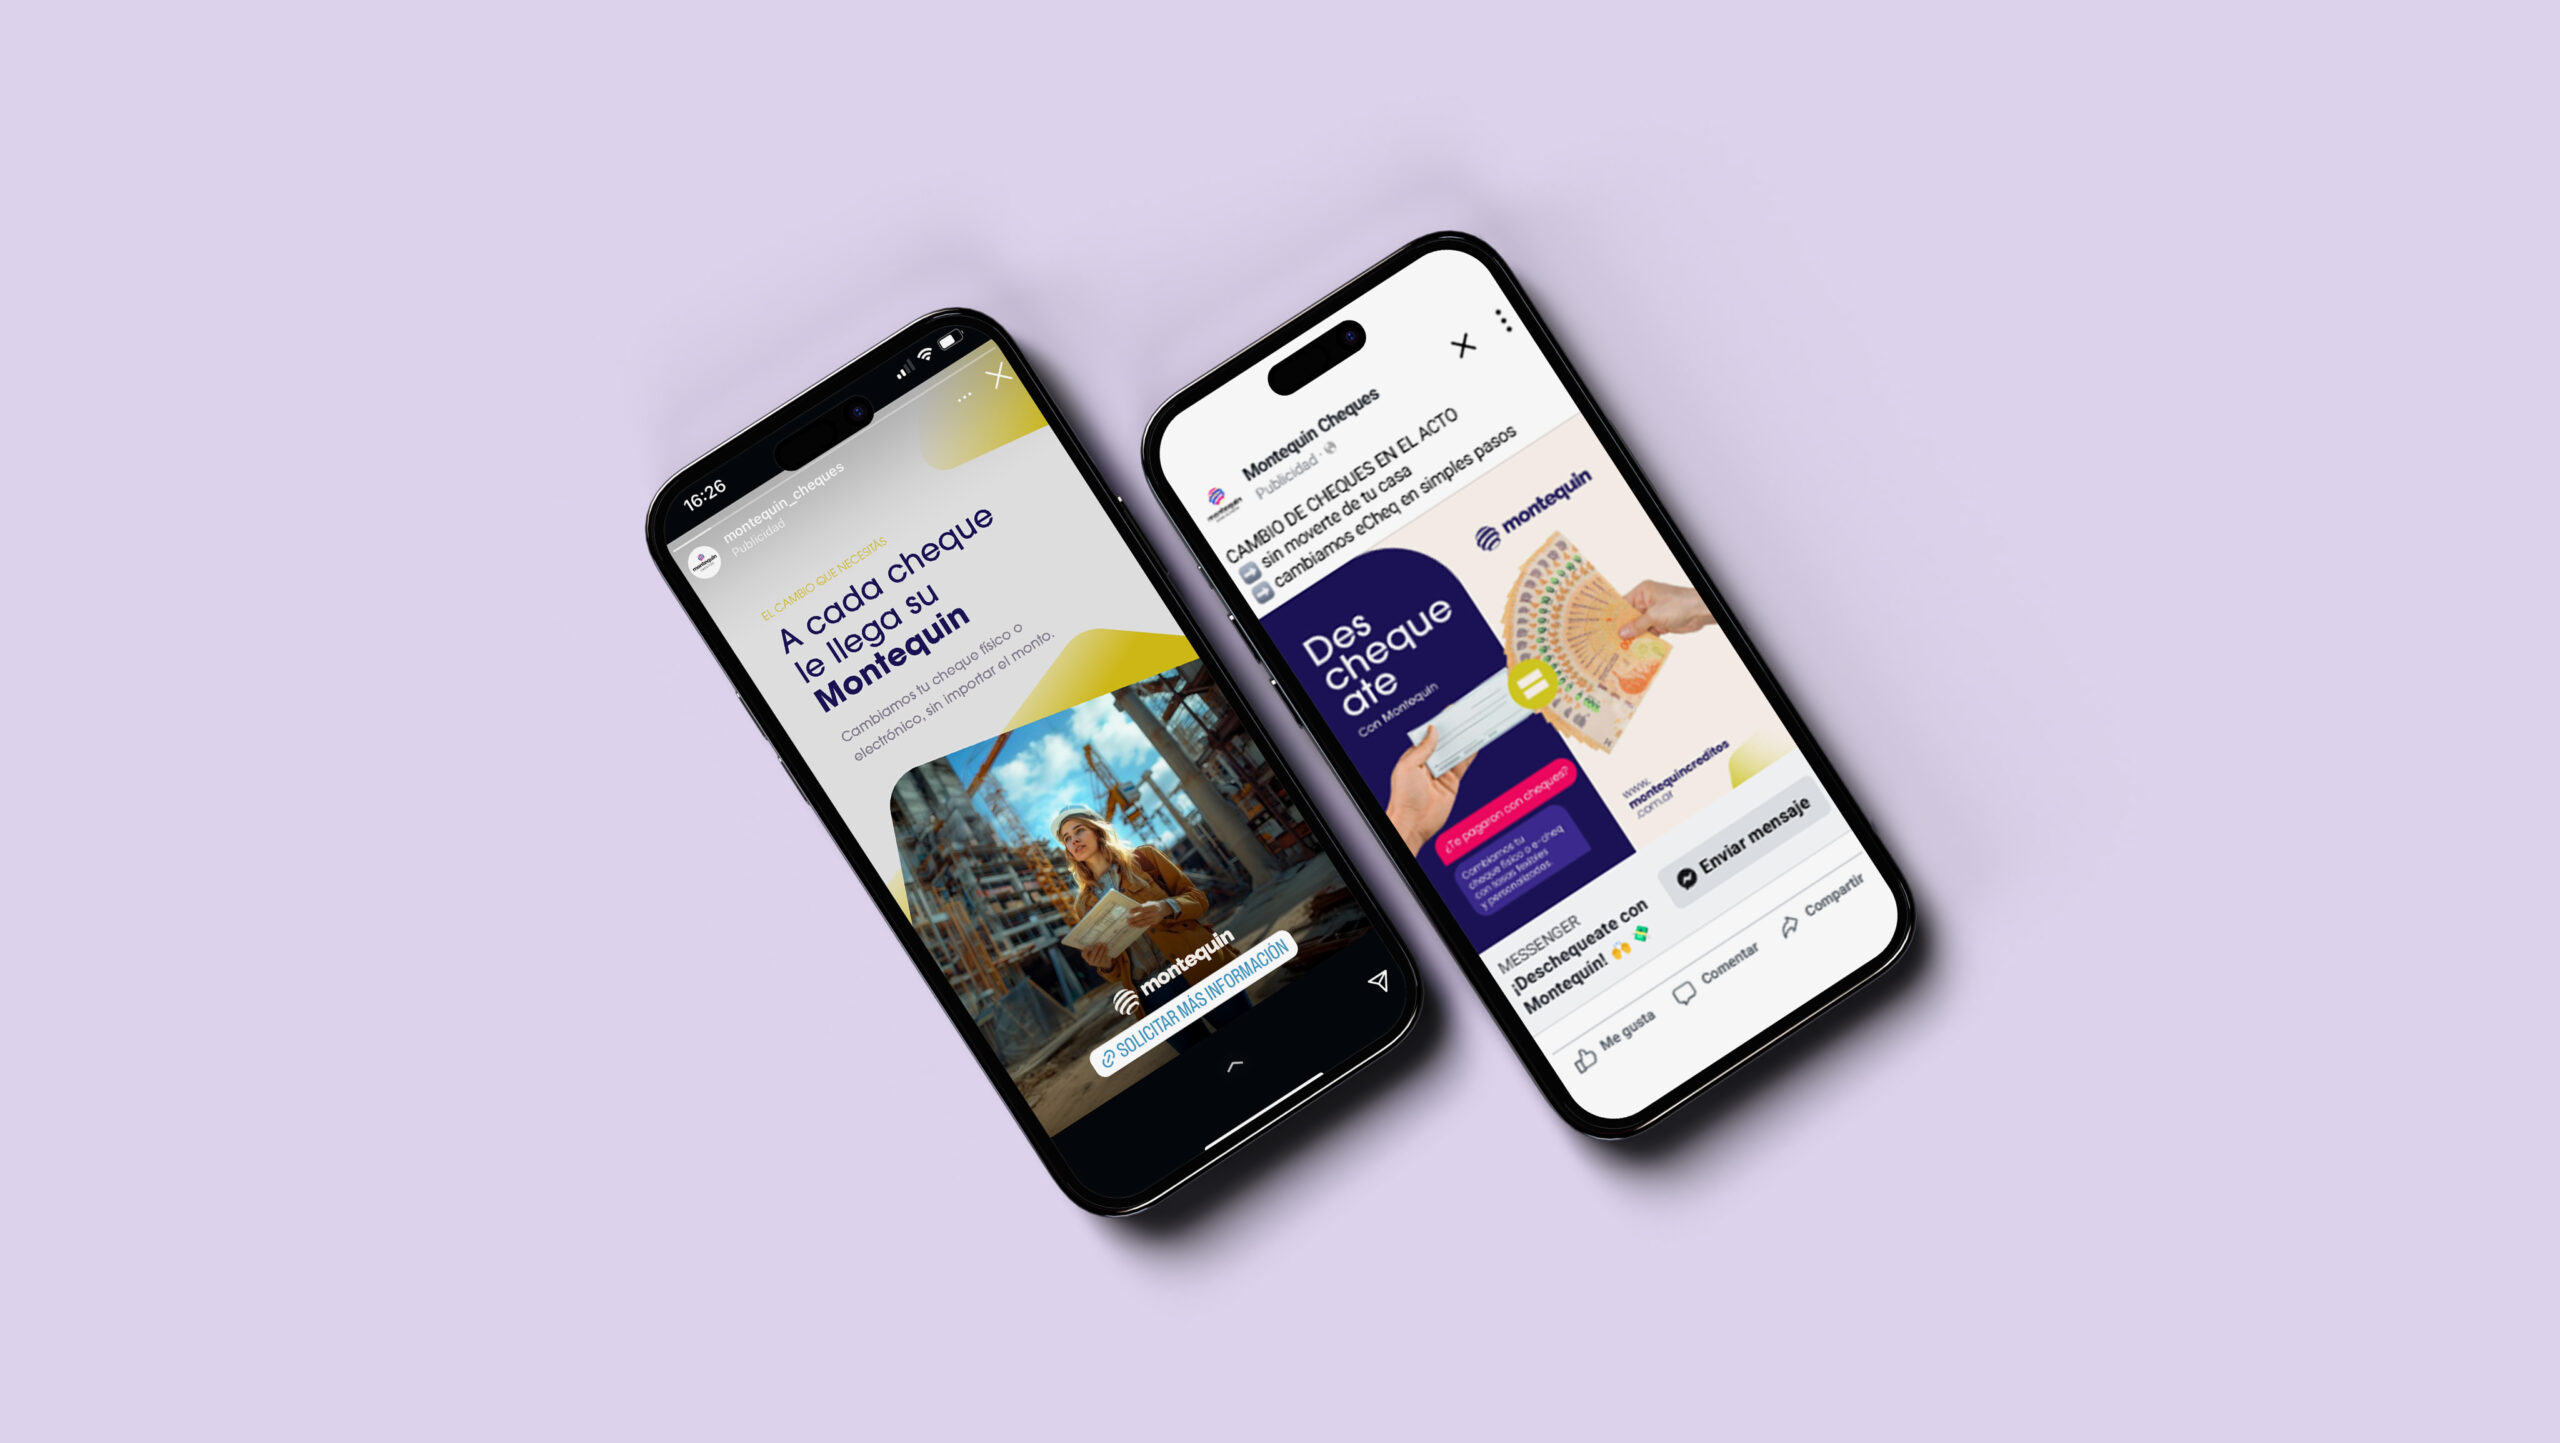 16:26
montequin_cheques
Publicidad
EL CAMBIO QUE NECESITÁS
A cada cheque
le llega su
Montequin
Cambiamos tu cheque físico o
electrónico, sin importar el monto.
montequin
SOLICITAR MÁS INFORMACIÓN
Montequin Cheques
Publicidad ·
montequin
CAMBIO DE CHEQUES EN EL ACTO
➡️ sin moverte de tu casa
➡️ cambiamos eCheq en simples pasos
montequin
Des
cheque
ate
Con Montequin
=
¿Te pagaron con cheques?
Cambiamos tu
cheque físico o e-cheq
con tasas flexibles
y personalizadas.
www.
montequincreditos
.com.ar
MESSENGER
¡Deschequeate con
Montequín! 🙌 💸
Enviar mensaje
Me gusta
Comentar
Compartir